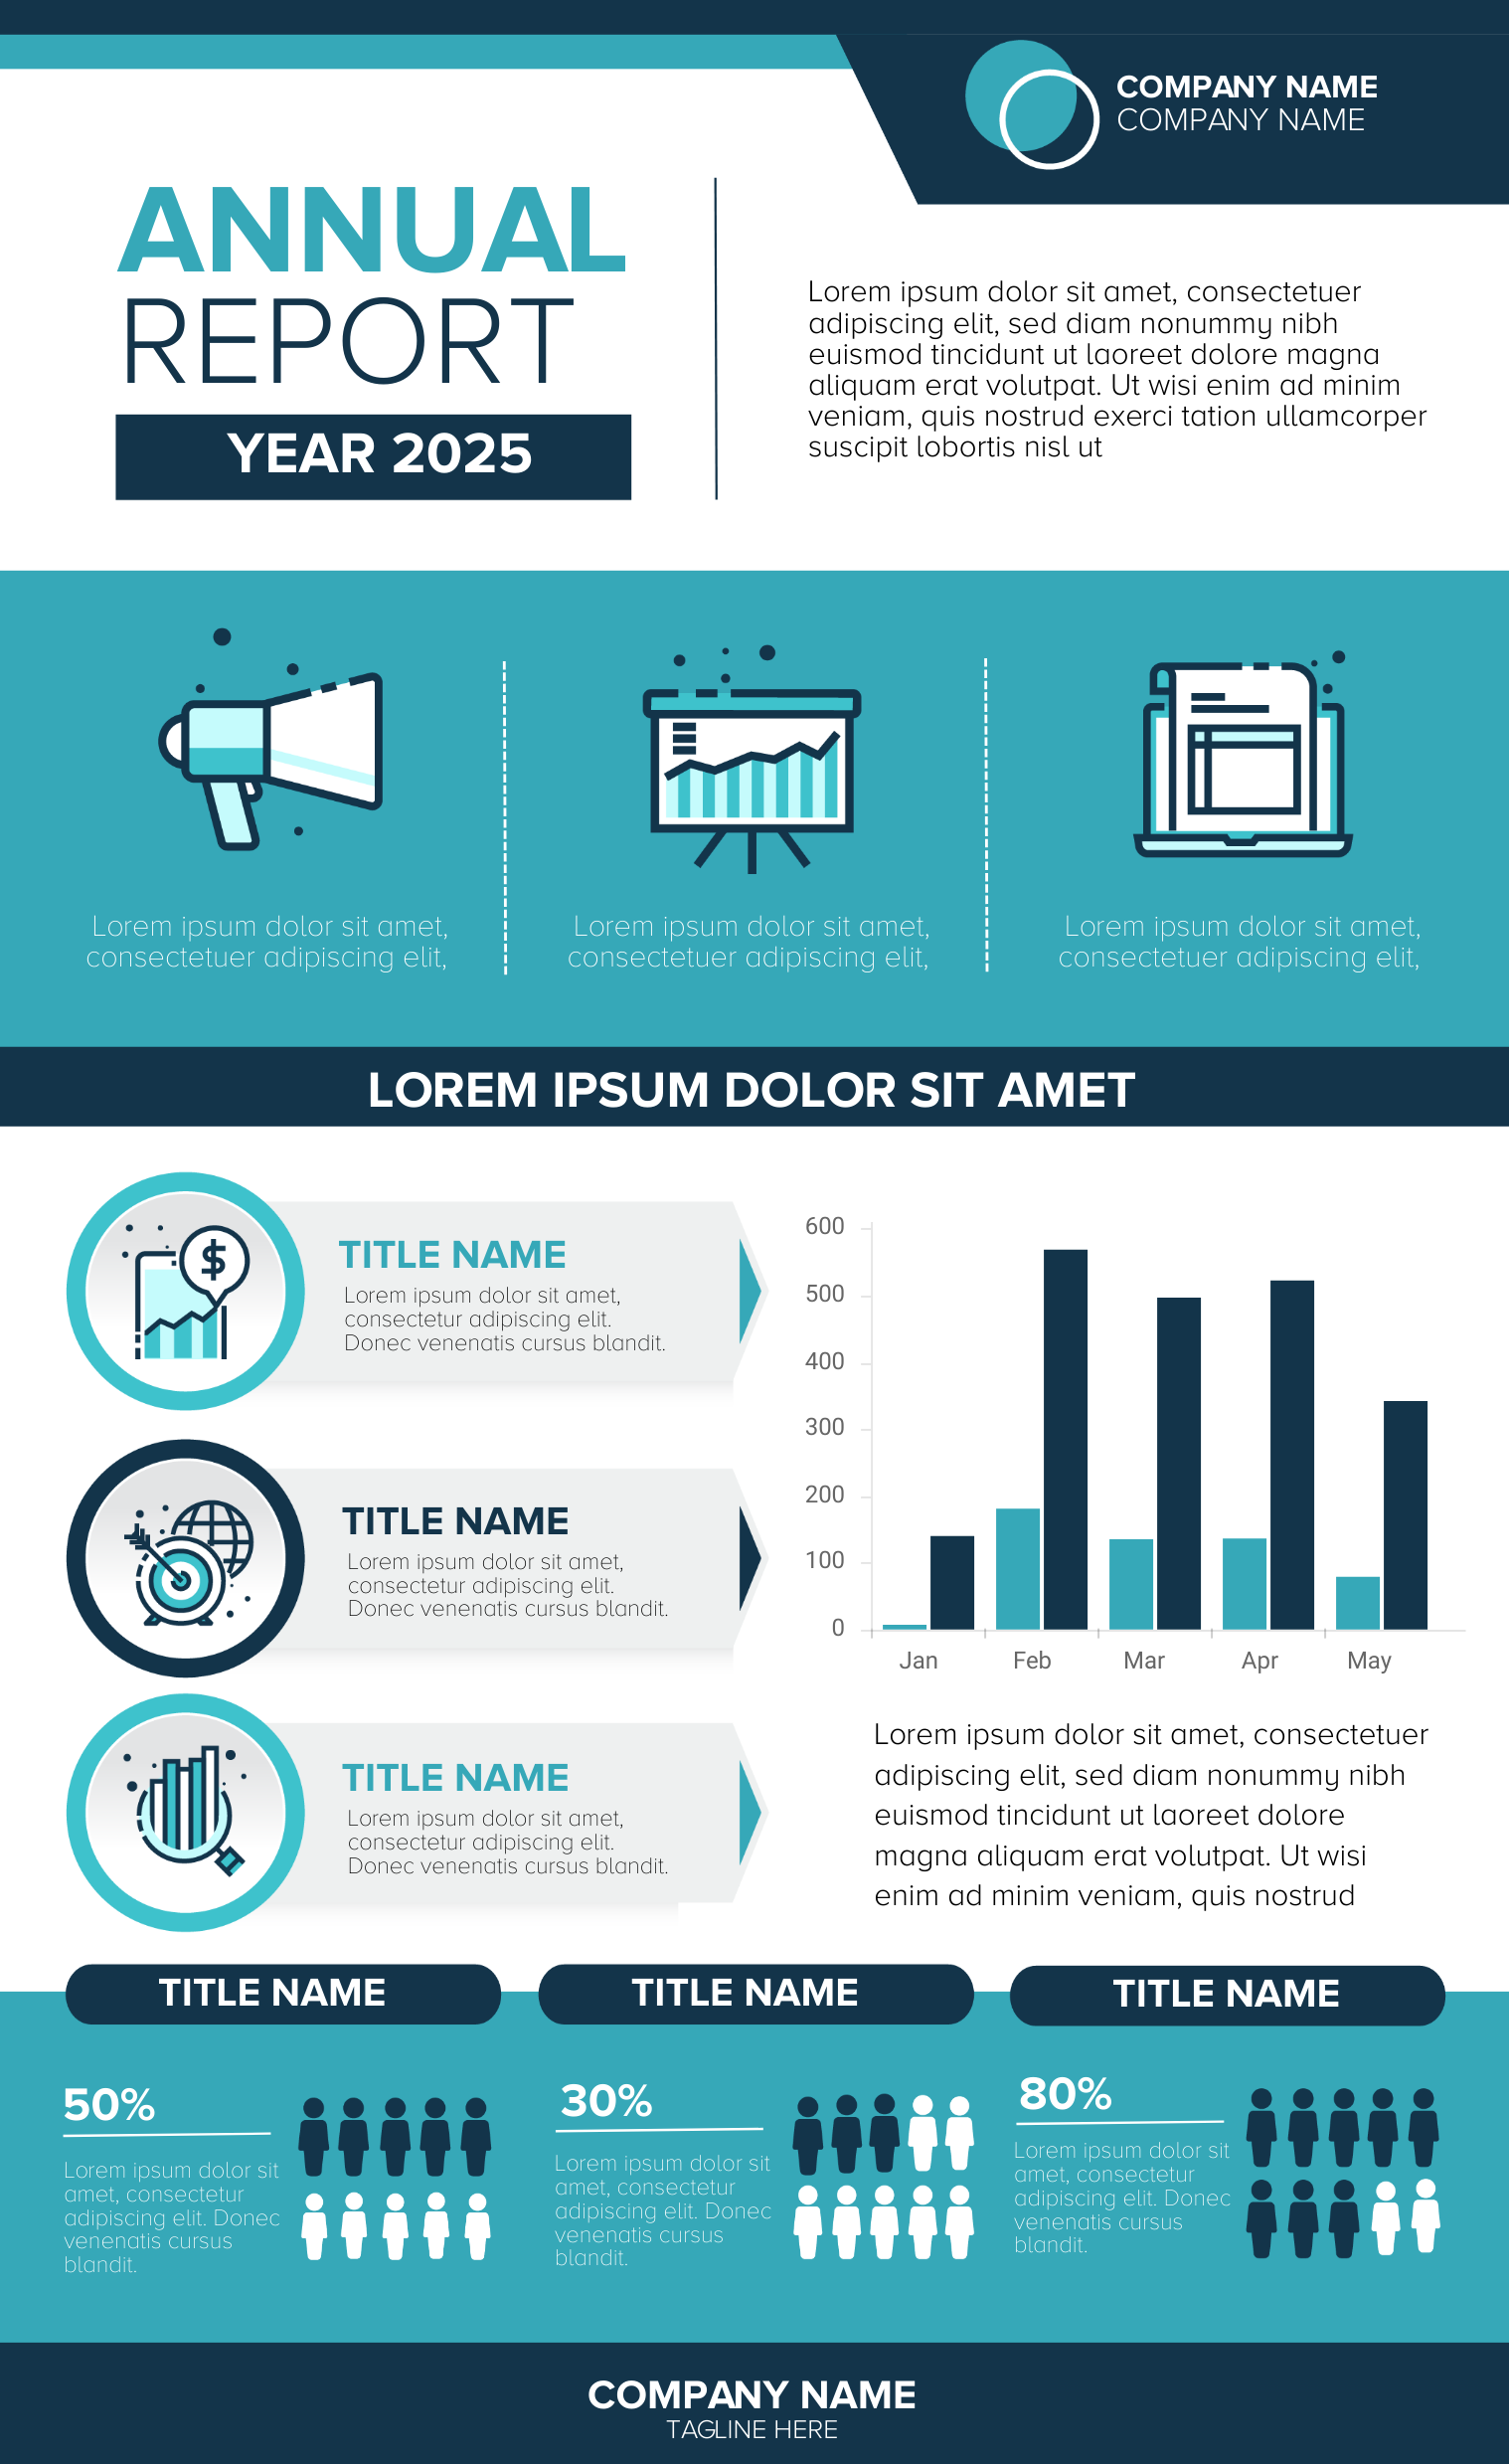 COMPANY NAME
COMPANY NAME
ANNUAL
REPORT
YEAR 2025
Lorem ipsum dolor sit amet, consectetuer
adipiscing elit, sed diam nonummy nibh
euismod tincidunt ut laoreet dolore magna
aliquam erat volutpat. Ut wisi enim ad minim
veniam, quis nostrud exerci tation ullamcorper
suscipit lobortis nisl ut
Lorem ipsum dolor sit amet,
consectetuer adipiscing elit,
Lorem ipsum dolor sit amet,
consectetuer adipiscing elit,
Lorem ipsum dolor sit amet,
consectetuer adipiscing elit,
LOREM IPSUM DOLOR SIT AMET
$
TITLE NAME
Lorem ipsum dolor sit amet,
consectetur adipiscing elit.
Donec venenatis cursus blandit.
TITLE NAME
Lorem ipsum dolor sit amet,
consectetur adipiscing elit.
Donec venenatis cursus blandit.
TITLE NAME
Lorem ipsum dolor sit amet,
consectetur adipiscing elit.
Donec venenatis cursus blandit.
600
500
400
300
200
100
0
Jan Feb Mar Apr May
Lorem ipsum dolor sit amet, consectetuer
adipiscing elit, sed diam nonummy nibh
euismod tincidunt ut laoreet dolore
magna aliquam erat volutpat. Ut wisi
enim ad minim veniam, quis nostrud
TITLE NAME
50%
Lorem ipsum dolor sit
amet, consectetur
adipiscing elit. Donec
venenatis cursus
blandit.
TITLE NAME
30%
Lorem ipsum dolor sit
amet, consectetur
adipiscing elit. Donec
venenatis cursus
blandit.
TITLE NAME
80%
Lorem ipsum dolor sit
amet, consectetur
adipiscing elit. Donec
venenatis cursus
blandit.
COMPANY NAME
TAGLINE HERE